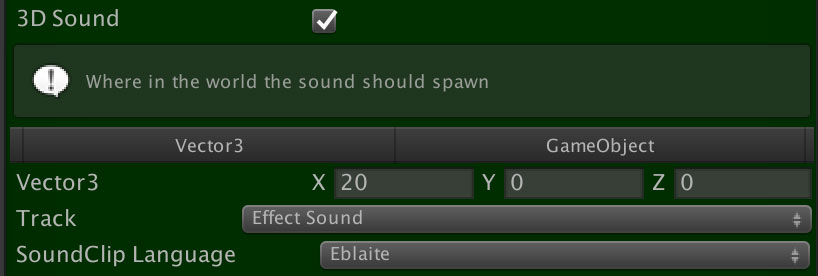 3D Sound
Where in the world the sound should spawn
Vector3 GameObject
Vector3 X 20 Y 0 Z 0
Track Effect Sound
SoundClip Language Eblaite